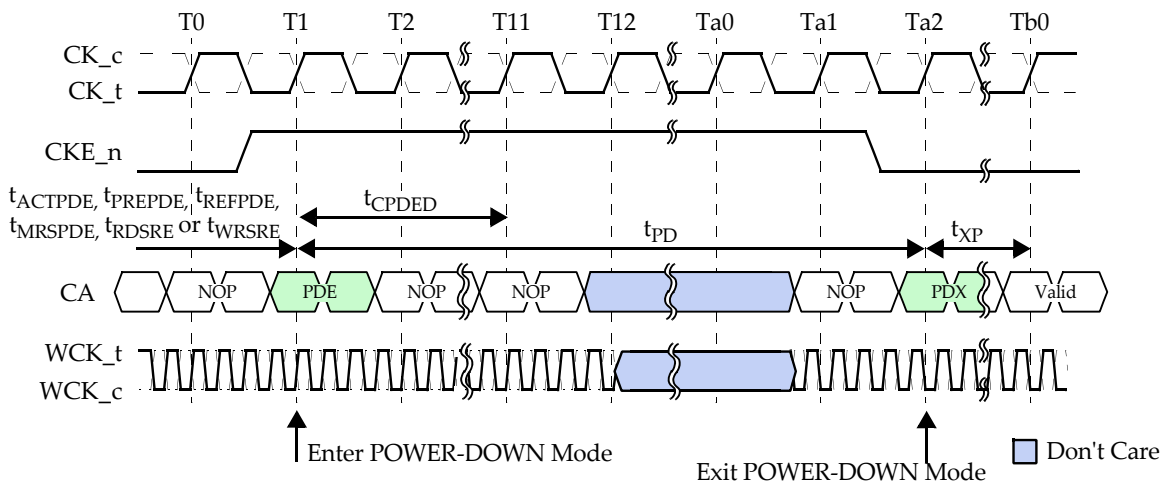 T0 T1 T2 T11 T12 Ta0 Ta1 Ta2 Tb0
CK_c
CK_t
CKE_n
tACTPDE, tPREPDE, tREFPDE,
tMRSPDE, tRDSRE or tWRSRE
tCPDED
tPD
tXP
CA NOP PDE NOP NOP NOP PDX Valid
WCK_t
WCK_c
Enter POWER-DOWN Mode
Exit POWER-DOWN Mode
Don't Care